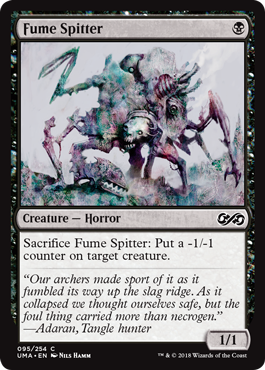 Fume Spitter
Creature — Horror
Sacrifice Fume Spitter: Put a -1/-1
counter on target creature.
“Our archers made sport of it as it
fumbled its way up the slag ridge. As it
collapsed we thought ourselves safe, but the
foul thing carried more than necrogen.”
—Adaran, Tangle hunter
1/1
095/254 C
UMA • EN Nils Hamm
™ & © 2018 Wizards of the Coast